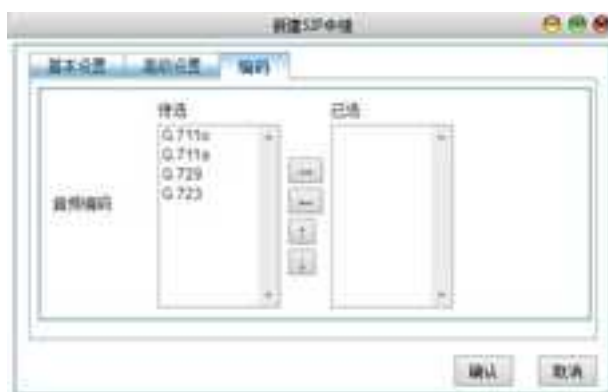 新建SIP中继
基本设置 高级设置 编码
待选 已选
G.711u
G.711a
G.729
G.723
音频编码
→
←
↑
↓
确认 取消